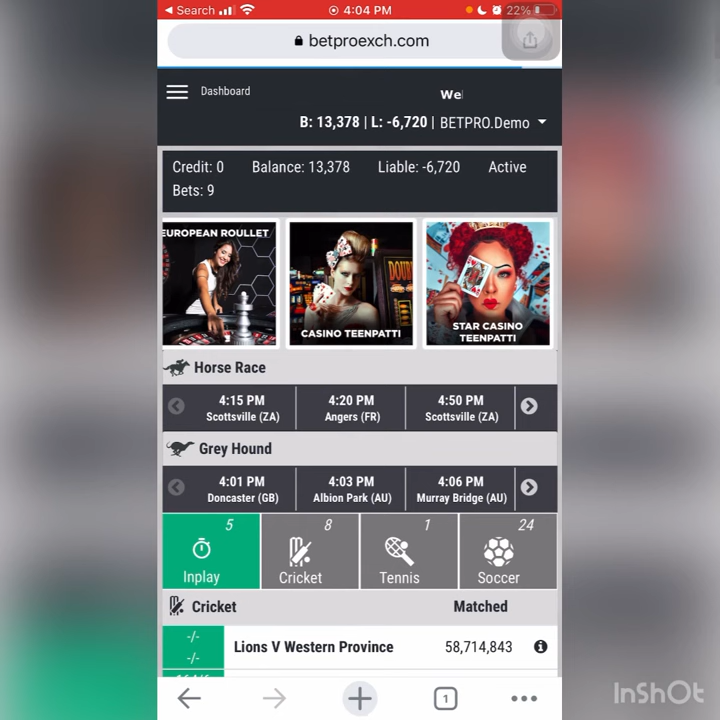 Search 4:04 PM 22%
betproexch.com
Dashboard We
B: 13,378 | L: -6,720 | BETPRO.Demo
Credit: 0 Balance: 13,378 Liable: -6,720 Active
Bets: 9
EUROPEAN ROULLET
CASINO TEENPATTI
STAR CASINO
TEENPATTI
Horse Race
4:15 PM 4:20 PM 4:50 PM
Scottsville (ZA) Angers (FR) Scottsville (ZA)
Grey Hound
4:01 PM 4:03 PM 4:06 PM
Doncaster (GB) Albion Park (AU) Murray Bridge (AU)
5 8 1 24
Inplay Cricket Tennis Soccer
Cricket Matched
-/-
Lions V Western Province 58,714,843
-/-
1
InShOt